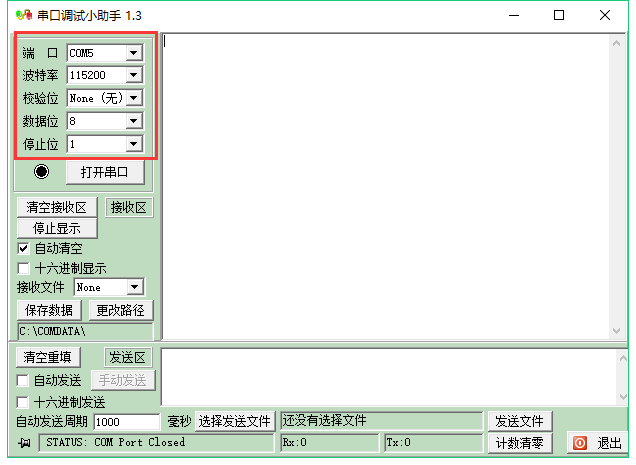 串口调试小助手 1.3
端 口 COM5
波特率 115200
校验位 None (无)
数据位 8
停止位 1
打开串口
清空接收区 接收区
停止显示
自动清空
十六进制显示
接收文件 None
保存数据 更改路径
C:\COMDATA\
清空重填 发送区
自动发送 手动发送
十六进制发送
自动发送周期 1000 毫秒 选择发送文件 还没有选择文件 发送文件
STATUS: COM Port Closed Rx:0 Tx:0 计数清零 退出